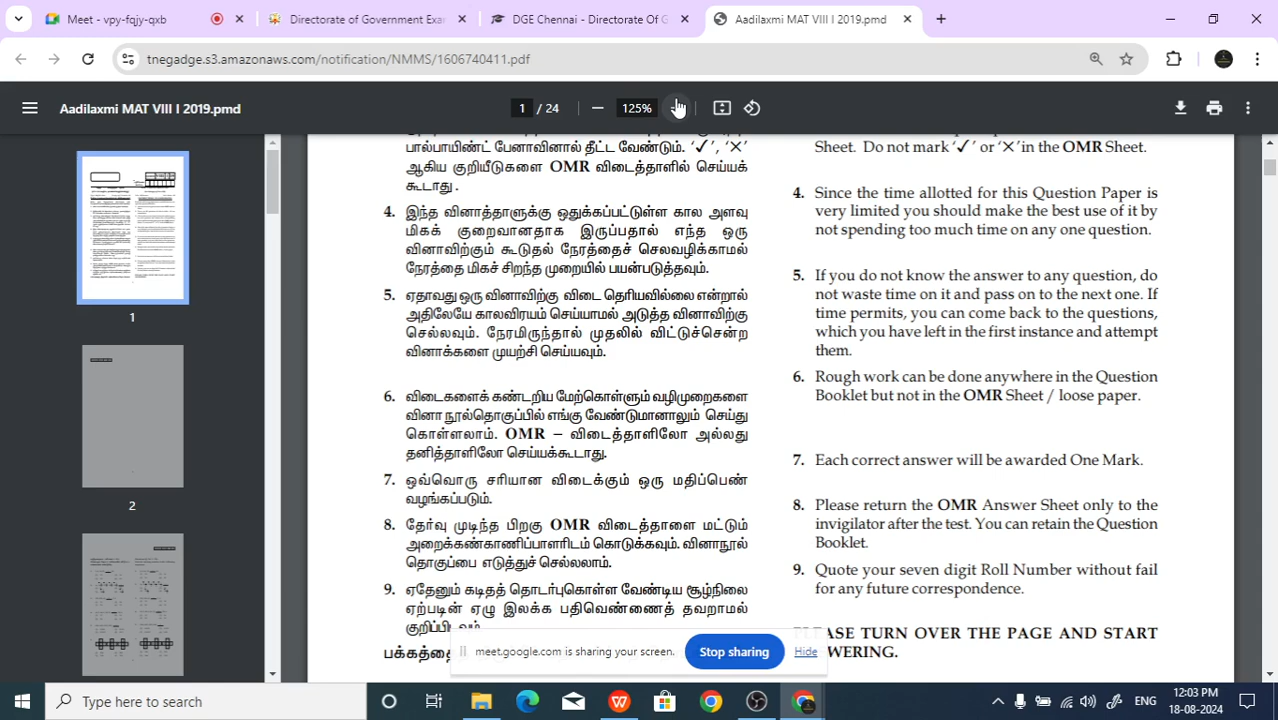 Meet - vpy-fqjy-qxb
Directorate of Government Exa
DGE Chennai - Directorate Of G
Aadilaxmi MAT VIII I 2019.pmd
tnegadge.s3.amazonaws.com/notification/NMMS/1606740411.pdf
Aadilaxmi MAT VIII I 2019.pmd
1 / 24
125%
1
2
பால்பாயிண்ட் பேனாவினால் தீட்ட வேண்டும். ‘✓’, ‘✕’
ஆகிய குறியீடுகளை OMR விடைத்தாளில் செய்யக்
கூடாது .
4. இந்த வினாத்தாளுக்கு ஒதுக்கப்பட்டுள்ள கால அளவு
மிகக் குறைவானதாக இருப்பதால் எந்த ஒரு
வினாவிற்கும் கூடுதல் நேரத்தைச் செலவழிக்காமல்
நேரத்தை மிகச் சிறந்த முறையில் பயன்படுத்தவும்.
5. ஏதாவது ஒரு வினாவிற்கு விடை தெரியவில்லை என்றால்
அதிலேயே காலவிரயம் செய்யாமல் அடுத்த வினாவிற்கு
செல்லவும். நேரமிருந்தால் முதலில் விட்டுச்சென்ற
வினாக்களை முயற்சி செய்யவும்.
6. விடைகளைக் கண்டறிய மேற்கொள்ளும் வழிமுறைகளை
வினா நூல்தொகுப்பில் எங்கு வேண்டுமானாலும் செய்து
கொள்ளலாம். OMR – விடைத்தாளிலோ அல்லது
தனித்தாளிலோ செய்யக்கூடாது.
7. ஒவ்வொரு சரியான விடைக்கும் ஒரு மதிப்பெண்
வழங்கப்படும்.
8. தேர்வு முடிந்த பிறகு OMR விடைத்தாளை மட்டும்
அறைக்கண்காணிப்பாளரிடம் கொடுக்கவும். வினாநூல்
தொகுப்பை எடுத்துச் செல்லலாம்.
9. ஏதேனும் கடிதத் தொடர்புகொள்ள வேண்டிய சூழ்நிலை
ஏற்படின் ஏழு இலக்க பதிவெண்ணைத் தவறாமல்
குறிப்பிடவும்
Sheet. Do not mark ‘✓’ or ‘✕’in the OMR Sheet.
4. Since the time allotted for this Question Paper is
very limited you should make the best use of it by
not spending too much time on any one question.
5. If you do not know the answer to any question, do
not waste time on it and pass on to the next one. If
time permits, you can come back to the questions,
which you have left in the first instance and attempt
them.
6. Rough work can be done anywhere in the Question
Booklet but not in the OMR Sheet / loose paper.
7. Each correct answer will be awarded One Mark.
8. Please return the OMR Answer Sheet only to the
invigilator after the test. You can retain the Question
Booklet.
9. Quote your seven digit Roll Number without fail
for any future correspondence.
TURN OVER THE PAGE AND START
meet.google.com is sharing your screen.
Stop sharing
Hide
Type here to search
ENG
12:03 PM
18-08-2024